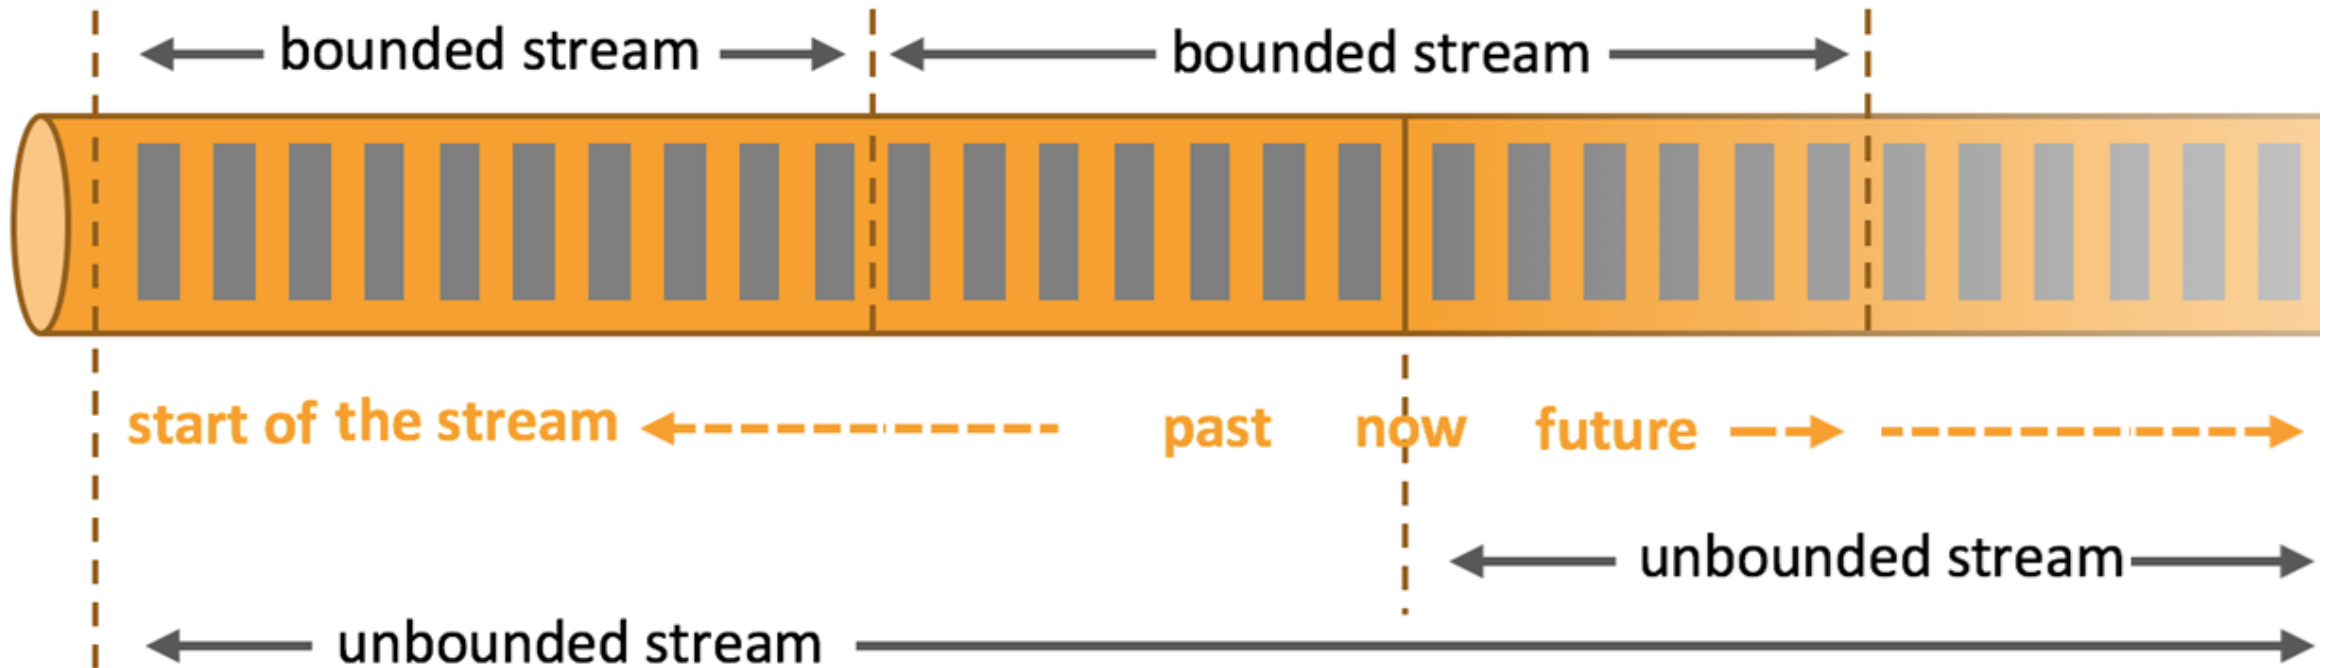 bounded stream
bounded stream
start of the stream
past
now
future
unbounded stream
unbounded stream